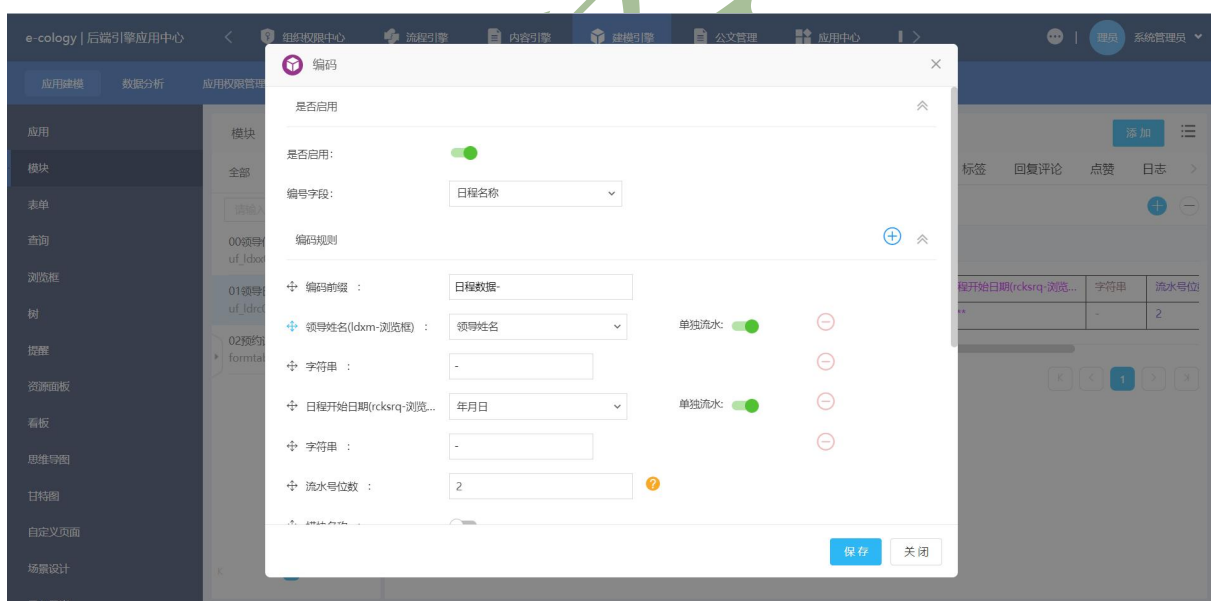 e-cology | 后端引擎应用中心
组织权限中心
流程引擎
内容引擎
建模引擎
公文管理
应用中心
理员
系统管理员
应用建模
数据分析
应用权限管理
编码
应用
模块
表单
查询
浏览框
树
提醒
资源面板
看板
思维导图
甘特图
自定义页面
场景设计
模块
全部
请输入
00领导
uf_ldxx
01领导
uf_ldrc
02预约
formta
是否启用
是否启用:
编号字段:
日程名称
编码规则
编码前缀 :
日程数据-
领导姓名(ldxm-浏览框) :
领导姓名
单独流水:
字符串 :
-
日程开始日期(rcksrq-浏览...
年月日
单独流水:
字符串 :
-
流水号位数 :
2
模块名称 :
保存
关闭
添加
标签
回复评论
点赞
日志
程开始日期(rcksrq-浏览...
字符串
流水号位
**
-
2
1